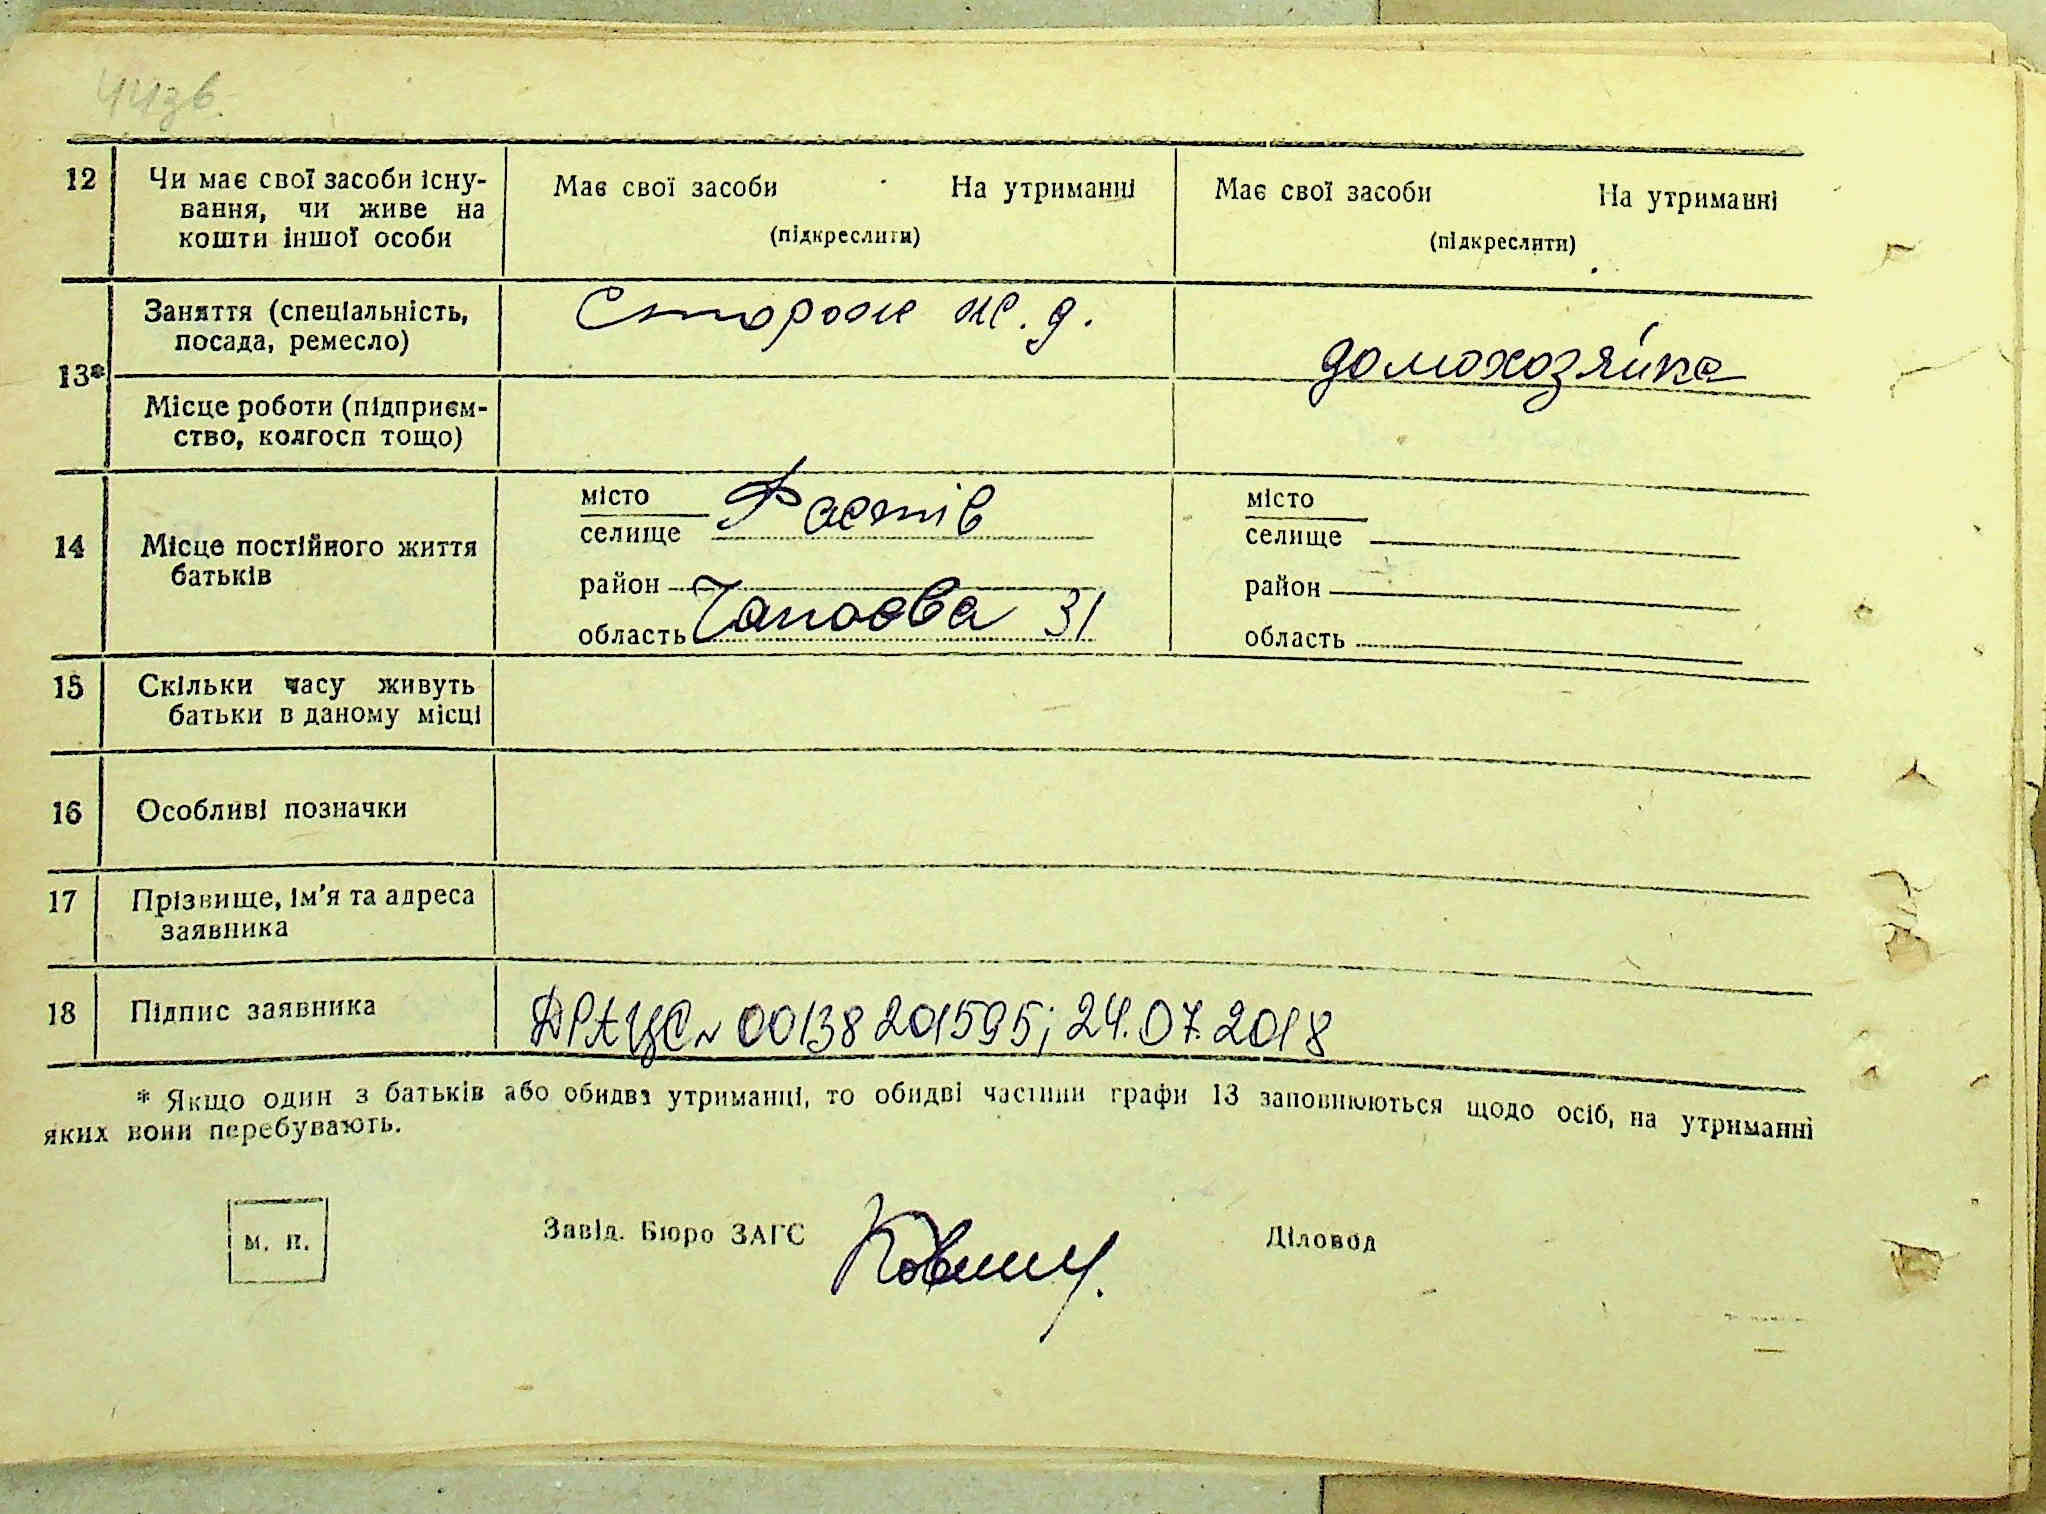 44зв.
12 Чи має свої засоби існу- Має свої засоби На утриманні Має свої засоби На утриманні
вання, чи живе на
кошти іншої особи (підкреслити) (підкреслити)
13* Заняття (спеціальність, Сторож ж.д. домохозяйка
посада, ремесло)
Місце роботи (підприєм-
ство, колгосп тощо)
14 Місце постійного життя
батьків
місто Фастів
селище
район
область Чапаєва 31
місто
селище
район
область
15 Скільки часу живуть
батьки в даному місці
16 Особливі позначки
17 Прізвище, ім'я та адреса
заявника
18 Підпис заявника ДРАЦС 00138201595; 24.07.2018
* Якщо один з батьків або обидва утриманці, то обидві частини графи 13 заповнюються щодо осіб, на утриманні
яких вони перебувають.
м. п. Завід. Бюро ЗАГС Діловод